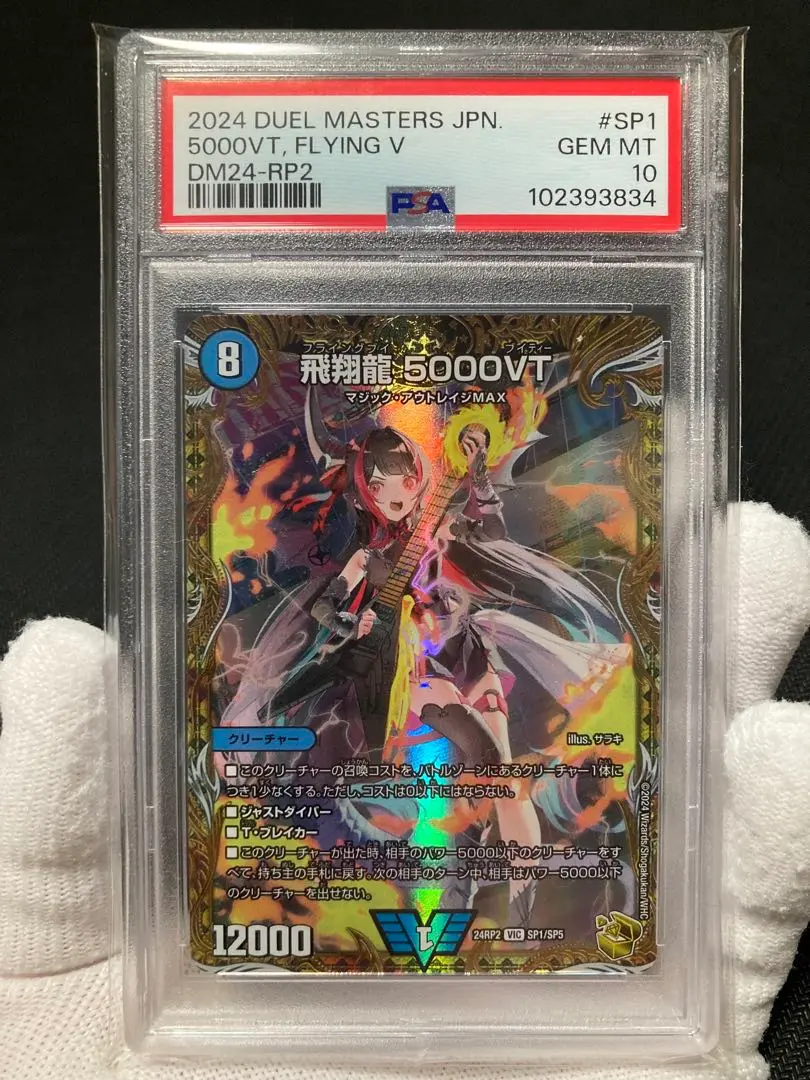 2024 DUEL MASTERS JPN. #SP1
5000VT, FLYING V GEM MT
DM24-RP2 10
PSA 102393834
フライングブイ ブイティー
8 飛翔龍 5000VT
マジック・アウトレイジMAX
クリーチャー illus. サラキ
■このクリーチャーの召喚コストを、バトルゾーンにあるクリーチャー1体に
つき1少なくする。ただし、コストは0以下にはならない。
■ジャストダイバー
■T・ブレイカー
■このクリーチャーが出た時、相手のパワー5000以下のクリーチャーをす
べて、持ち主の手札に戻す。次の相手のターン中、相手はパワー5000以下
のクリーチャーを出せない。
©2024 Wizards/Shogakukan/WHC
12000 1 24RP2 VIC SP1/SP5